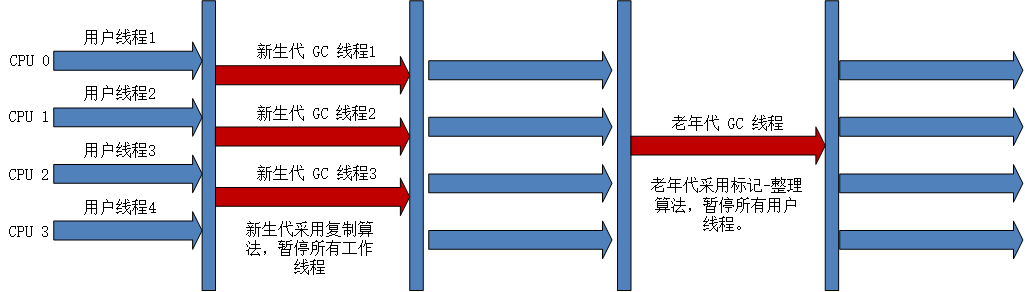 用户线程1
CPU 0
用户线程2
CPU 1
用户线程3
CPU 2
用户线程4
CPU 3
新生代 GC 线程1
新生代 GC 线程2
新生代 GC 线程3
新生代采用复制算
法，暂停所有工作
线程
老年代 GC 线程
老年代采用标记-整理
算法，暂停所有用户
线程。